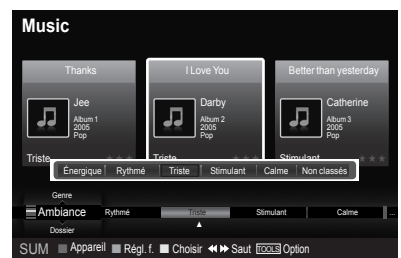 Music
Thanks I Love You Better than yesterday
Jee Darby Catherine
Album 1 Album 2 Album 3
2005 2005 2005
Pop Pop Pop
Triste Triste Stimulant
Énergique Rythmé Triste Stimulant Calme Non classés
Genre
Ambiance Rythmé Triste Stimulant Calme ...
Dossier
SUM Appareil Régl. f. Choisir Saut TOOLS Option